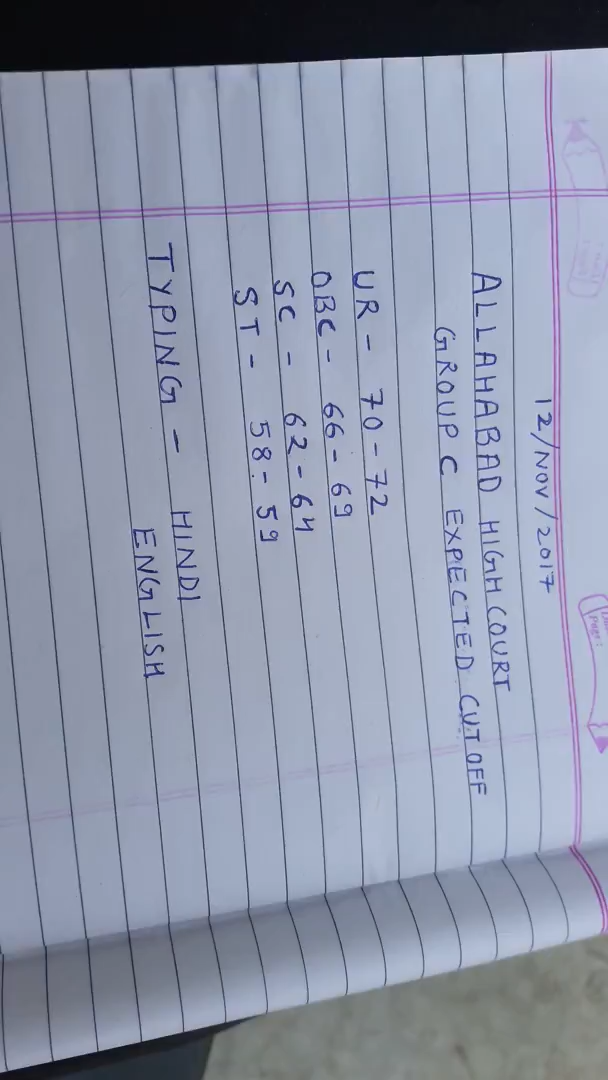 12/NOV/2017
ALLAHABAD HIGH COURT
GROUP C EXPECTED CUT OFF
UR - 70-72
OBC - 66-69
SC - 62-64
ST - 58-59
TYPING - HINDI
ENGLISH
Page: